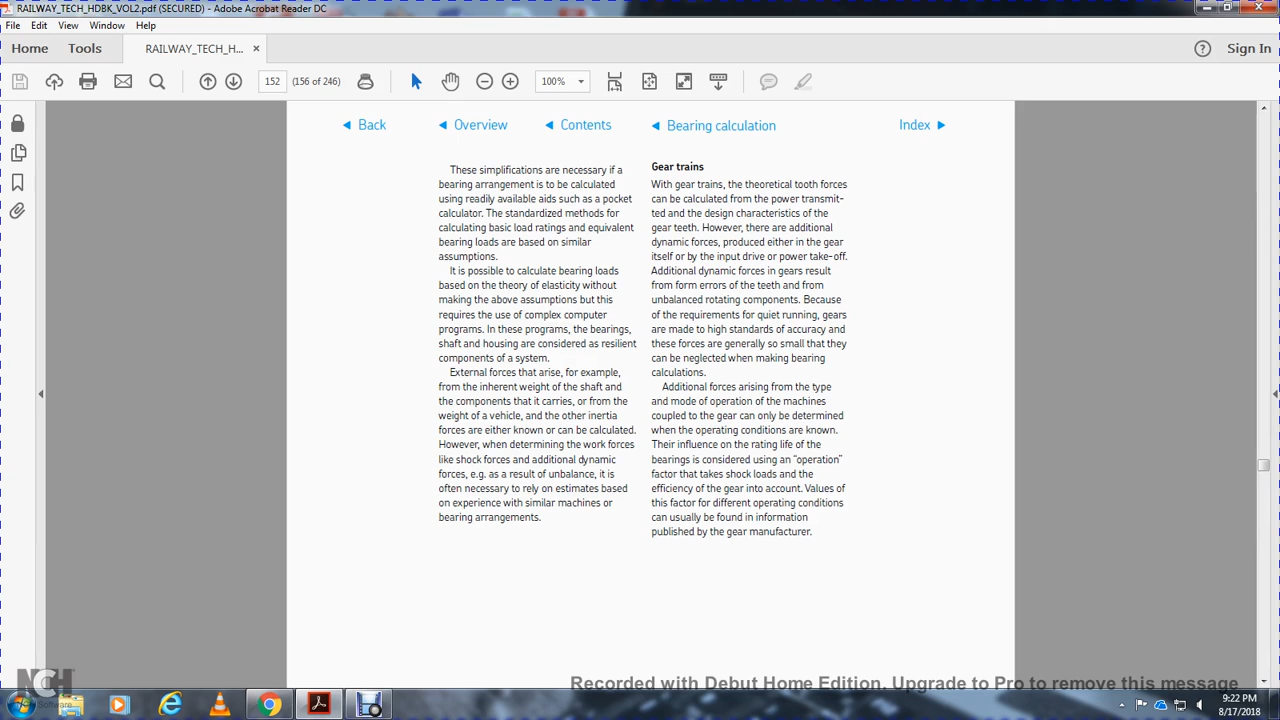 RAILWAY_TECH_HDBK_VOL2.pdf (SECURED) - Adobe Acrobat Reader DC
File Edit View Window Help
Home Tools RAILWAY_TECH_H... × Sign In
152 (156 of 246) 100%
Back Overview Contents Bearing calculation Index
These simplifications are necessary if a
bearing arrangement is to be calculated
using readily available aids such as a pocket
calculator. The standardized methods for
calculating basic load ratings and equivalent
bearing loads are based on similar
assumptions.
It is possible to calculate bearing loads
based on the theory of elasticity without
making the above assumptions but this
requires the use of complex computer
programs. In these programs, the bearings,
shaft and housing are considered as resilient
components of a system.
External forces that arise, for example,
from the inherent weight of the shaft and
the components that it carries, or from the
weight of a vehicle, and the other inertia
forces are either known or can be calculated.
However, when determining the work forces
like shock forces and additional dynamic
forces, e.g. as a result of unbalance, it is
often necessary to rely on estimates based
on experience with similar machines or
bearing arrangements.
Gear trains
With gear trains, the theoretical tooth forces
can be calculated from the power transmit-
ted and the design characteristics of the
gear teeth. However, there are additional
dynamic forces, produced either in the gear
itself or by the input drive or power take-off.
Additional dynamic forces in gears result
from form errors of the teeth and from
unbalanced rotating components. Because
of the requirements for quiet running, gears
are made to high standards of accuracy and
these forces are generally so small that they
can be neglected when making bearing
calculations.
Additional forces arising from the type
and mode of operation of the machines
coupled to the gear can only be determined
when the operating conditions are known.
Their influence on the rating life of the
bearings is considered using an “operation”
factor that takes shock loads and the
efficiency of the gear into account. Values of
this factor for different operating conditions
can usually be found in information
published by the gear manufacturer.
NCH Software
Recorded with Debut Home Edition. Upgrade to Pro to remove this message
9:22 PM
8/17/2018